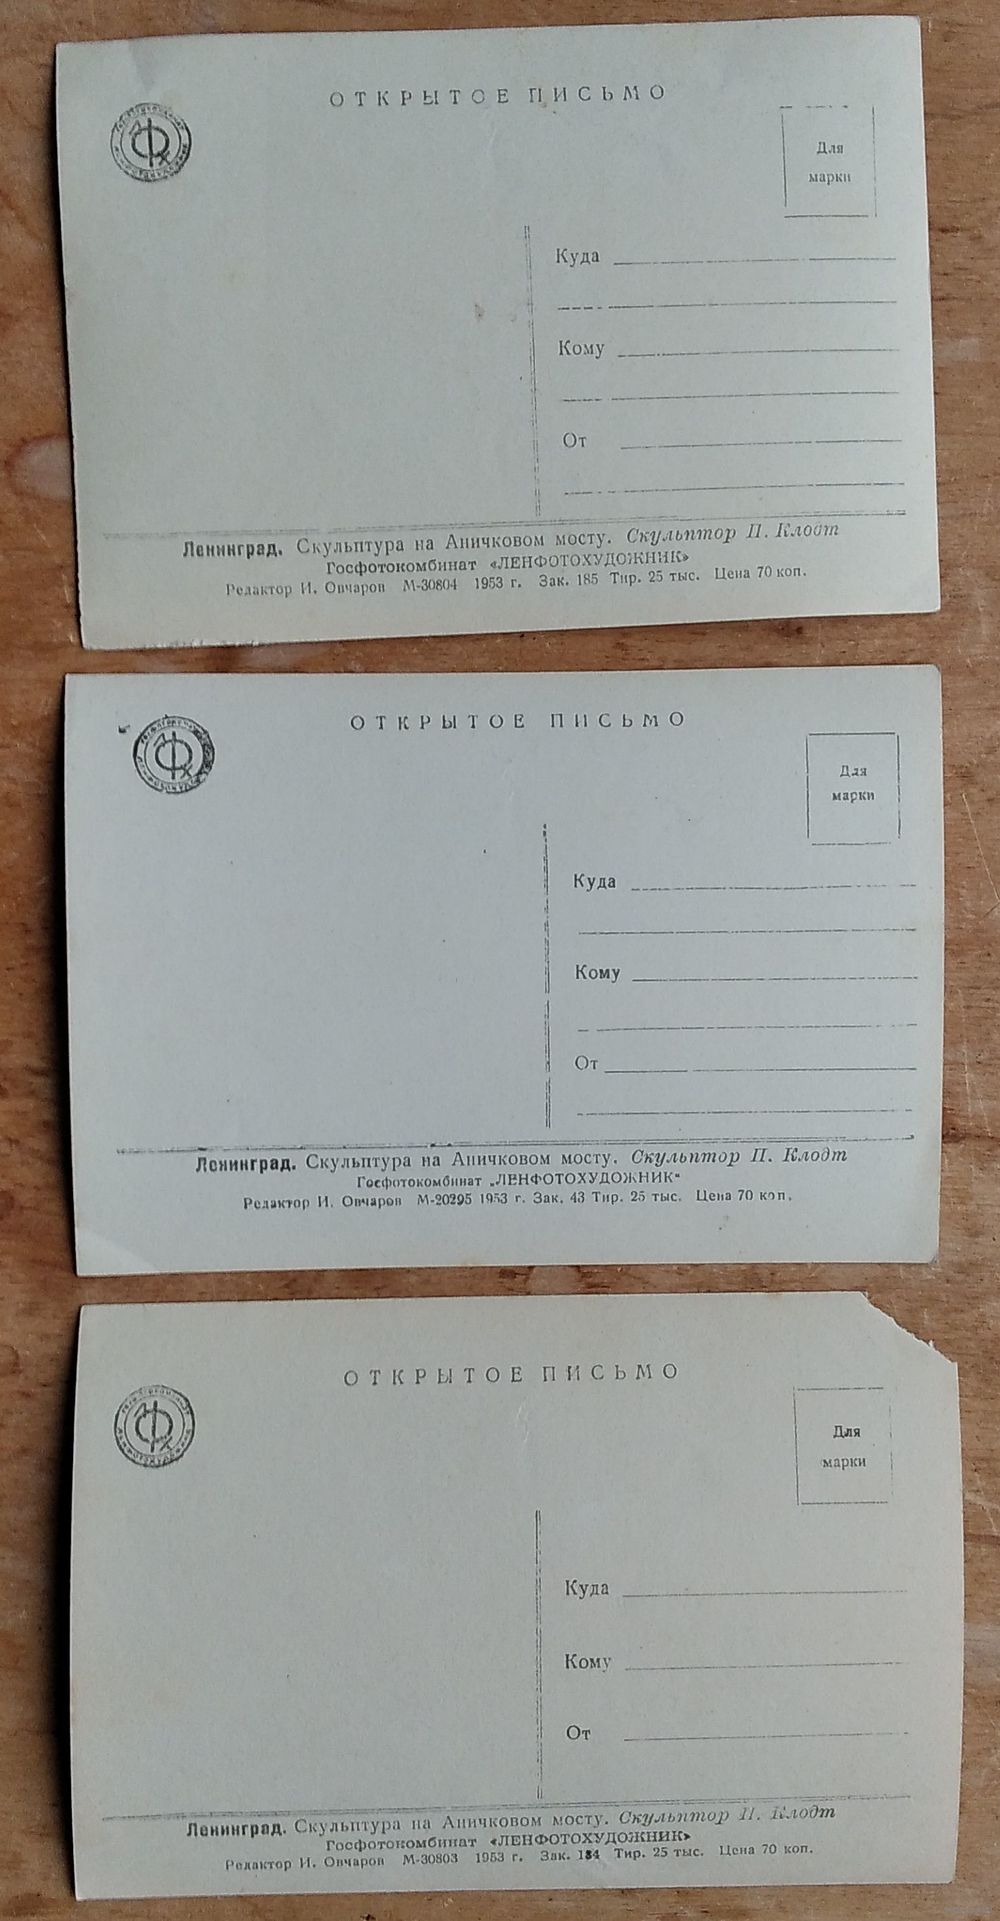 ОТКРЫТОЕ ПИСЬМО
Для
марки
Куда
Кому
От
Ленинград. Скульптура на Аничковом мосту. Скульптор П. Клодт
Госфотокомбинат «ЛЕНФОТОХУДОЖНИК»
Редактор И. Овчаров М-30804 1953 г. Зак. 185 Тир. 25 тыс. Цена 70 коп.
ОТКРЫТОЕ ПИСЬМО
Для
марки
Куда
Кому
От
Ленинград. Скульптура на Аничковом мосту. Скульптор П. Клодт
Госфотокомбинат „ЛЕНФОТОХУДОЖНИК“
Редактор И. Овчаров М-20295 1953 г. Зак. 43 Тир. 25 тыс. Цена 70 коп.
ОТКРЫТОЕ ПИСЬМО
Для
марки
Куда
Кому
От
Ленинград. Скульптура на Аничковом мосту. Скульптор П. Клодт
Госфотокомбинат «ЛЕНФОТОХУДОЖНИК»
Редактор И. Овчаров М-30803 1953 г. Зак. 184 Тир. 25 тыс. Цена 70 коп.